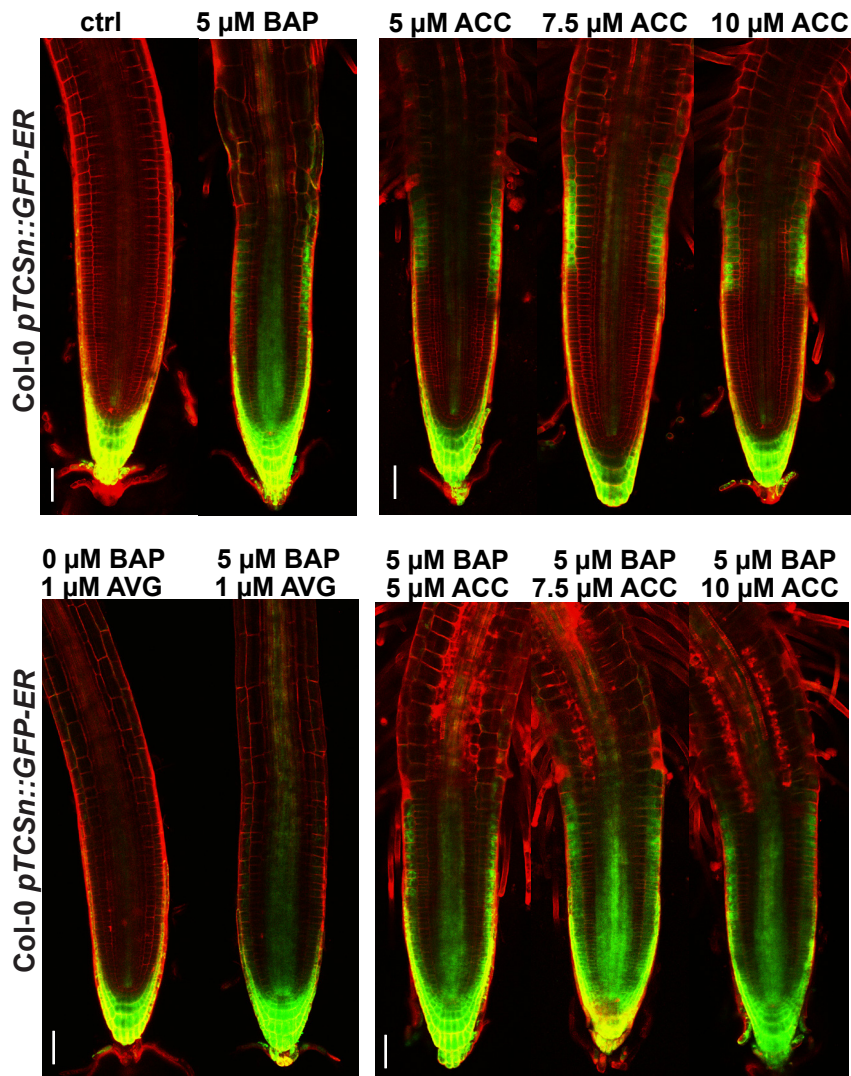 ctrl 5 µM BAP 5 µM ACC 7.5 µM ACC 10 µM ACC
Col-0 pTCSn::GFP-ER
0 µM BAP 5 µM BAP 5 µM BAP 5 µM BAP 5 µM BAP
1 µM AVG 1 µM AVG 5 µM ACC 7.5 µM ACC 10 µM ACC
Col-0 pTCSn::GFP-ER